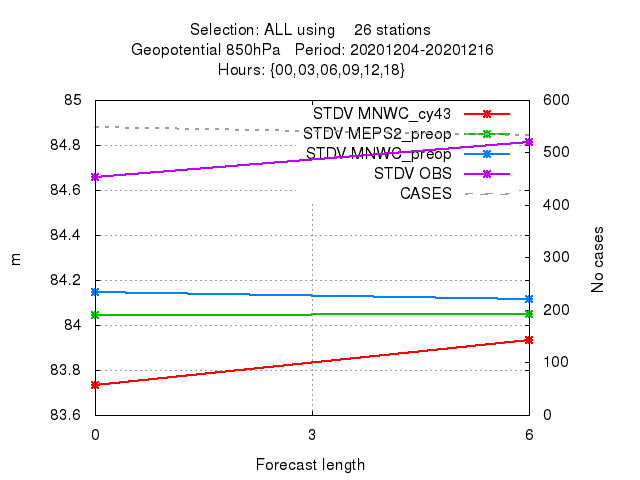 Selection: ALL using 26 stations
Geopotential 850hPa Period: 20201204-20201216
Hours: {00,03,06,09,12,18}
85
84.8
84.6
84.4
84.2
84
83.8
83.6
m
600
500
400
300
200
100
0
No cases
STDV MNWC_cy43
STDV MEPS2_preop
STDV MNWC_preop
STDV OBS
CASES
0 3 6
Forecast length